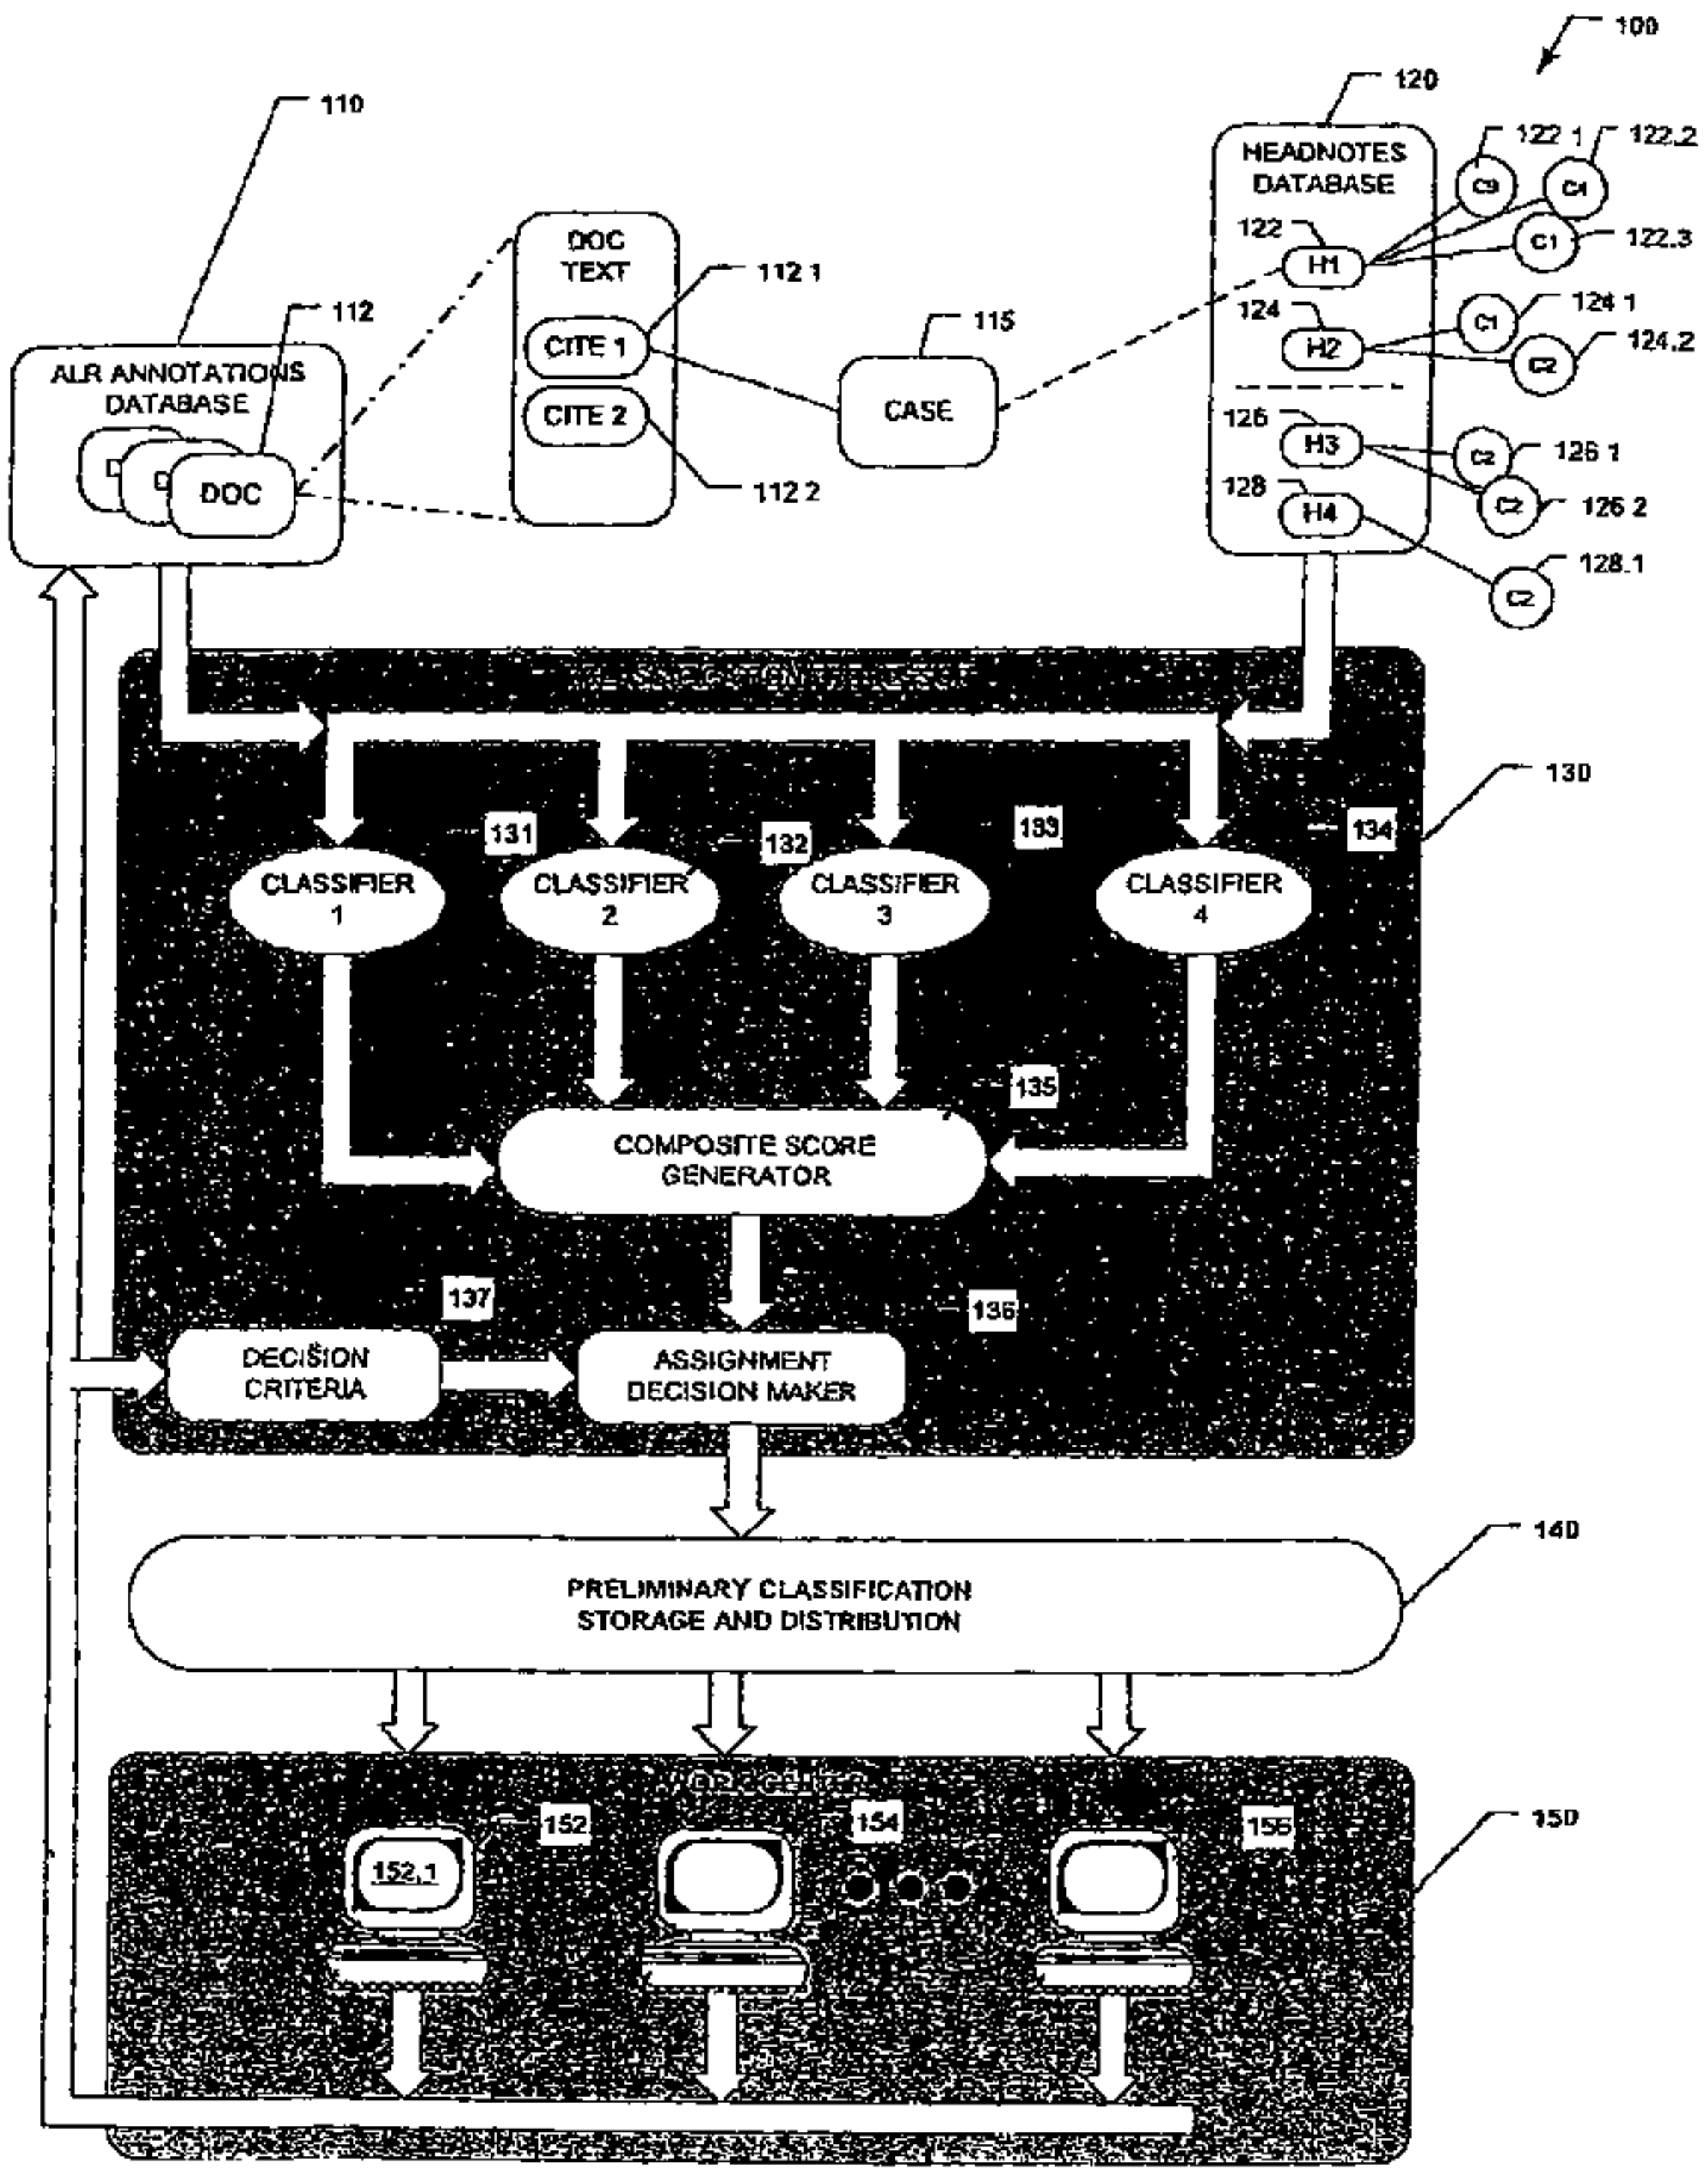 100
110
120
HEADNOTES
DATABASE
122 1
122.2
C9
C4
122
122.3
H1
C1
DOC
TEXT
112 1
124
124 1
C1
H2
124.2
C2
112
CITE 1
115
ALR ANNOTATIONS
DATABASE
CASE
CITE 2
126
H3
C2
126 1
D
D
DOC
112 2
128
H4
C2
126 2
128.1
C2
130
131
132
133
134
CLASSIFIER
1
CLASSIFIER
2
CLASSIFIER
3
CLASSIFIER
4
135
COMPOSITE SCORE
GENERATOR
137
136
DECISION
CRITERIA
ASSIGNMENT
DECISION MAKER
140
PRELIMINARY CLASSIFICATION
STORAGE AND DISTRIBUTION
152
154
156
150
152.1